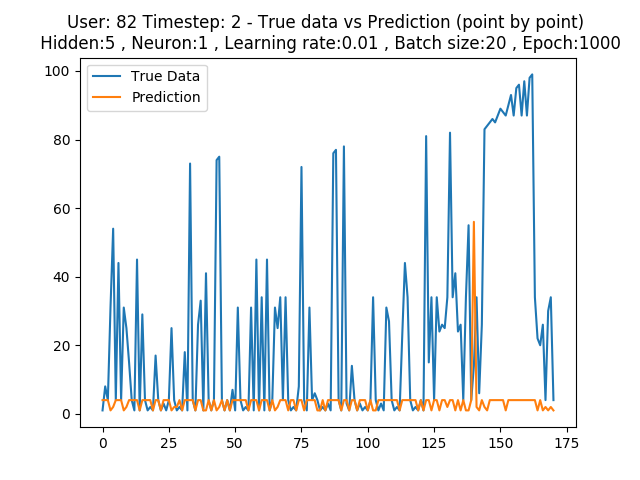 User: 82 Timestep: 2 - True data vs Prediction (point by point)
Hidden:5 , Neuron:1 , Learning rate:0.01 , Batch size:20 , Epoch:1000
True Data
Prediction
100
80
60
40
20
0
0 25 50 75 100 125 150 175